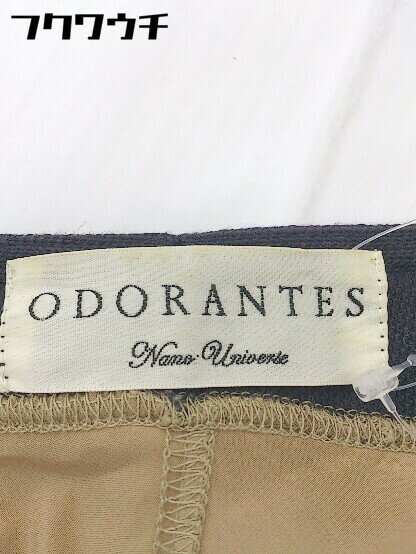 フクワウチ
ODORANTES
Nano Universe